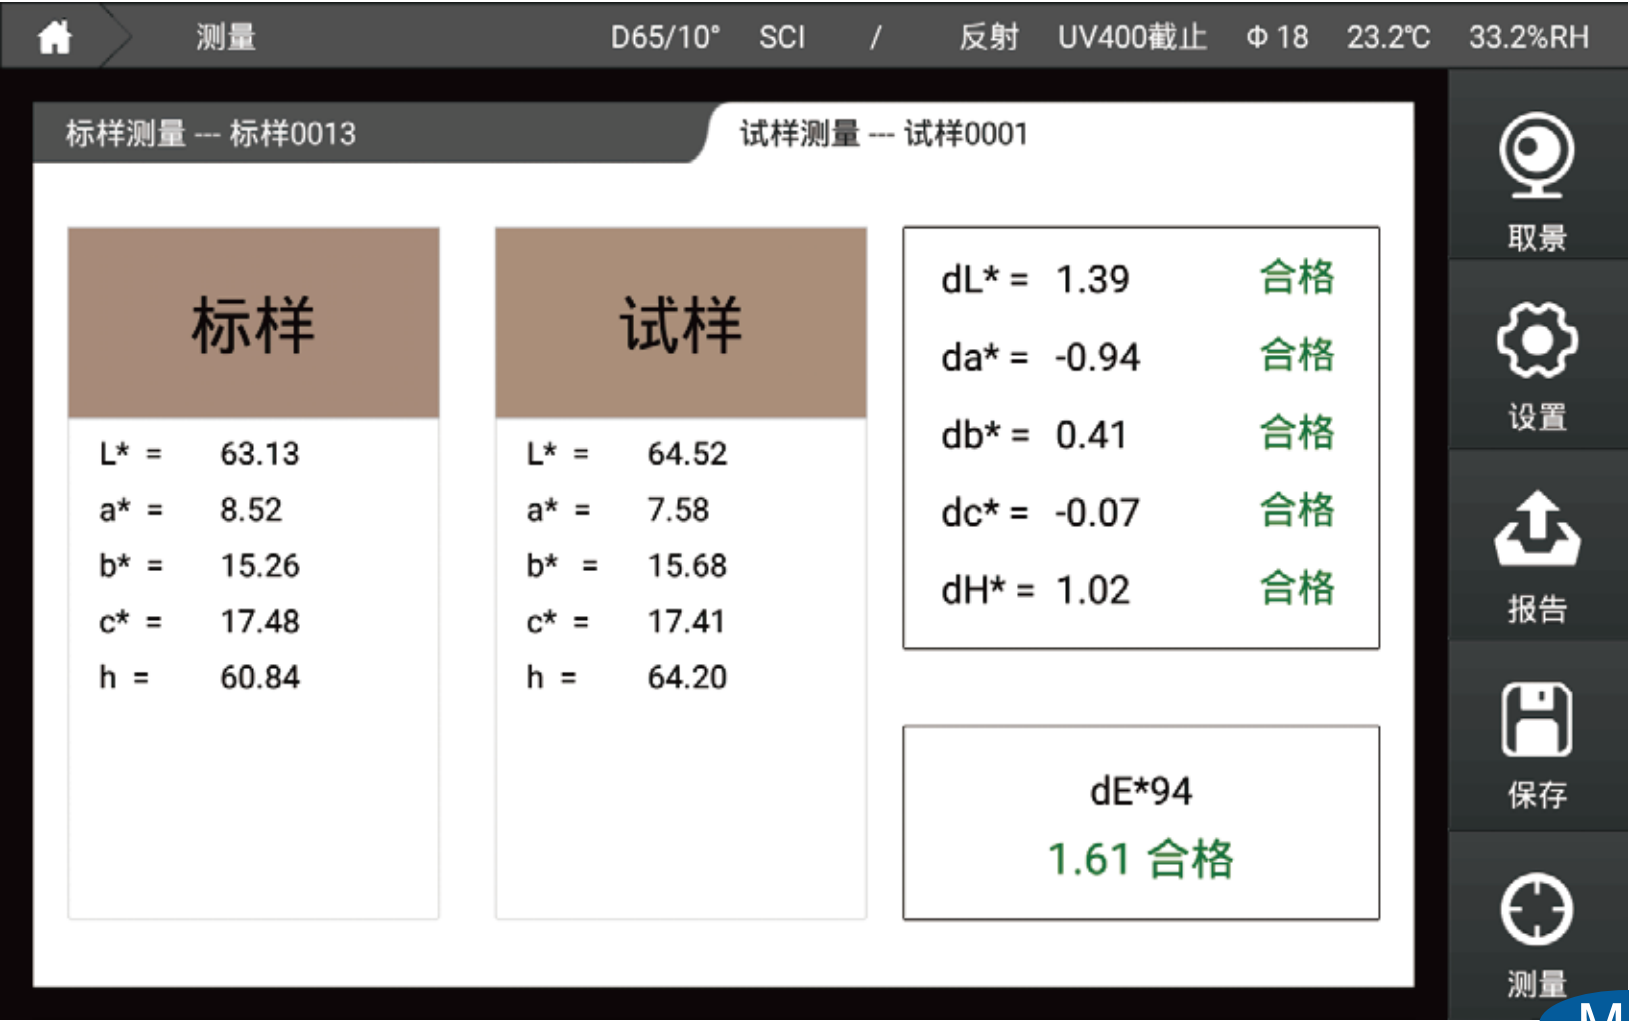 测量 D65/10° SCI / 反射 UV400截止 Φ 18 23.2℃ 33.2%RH
标样测量 --- 标样0013
试样测量 --- 试样0001
标样
L* = 63.13
a* = 8.52
b* = 15.26
c* = 17.48
h = 60.84
试样
L* = 64.52
a* = 7.58
b* = 15.68
c* = 17.41
h = 64.20
dL* = 1.39 合格
da* = -0.94 合格
db* = 0.41 合格
dc* = -0.07 合格
dH* = 1.02 合格
dE*94
1.61 合格
取景
设置
报告
保存
测量